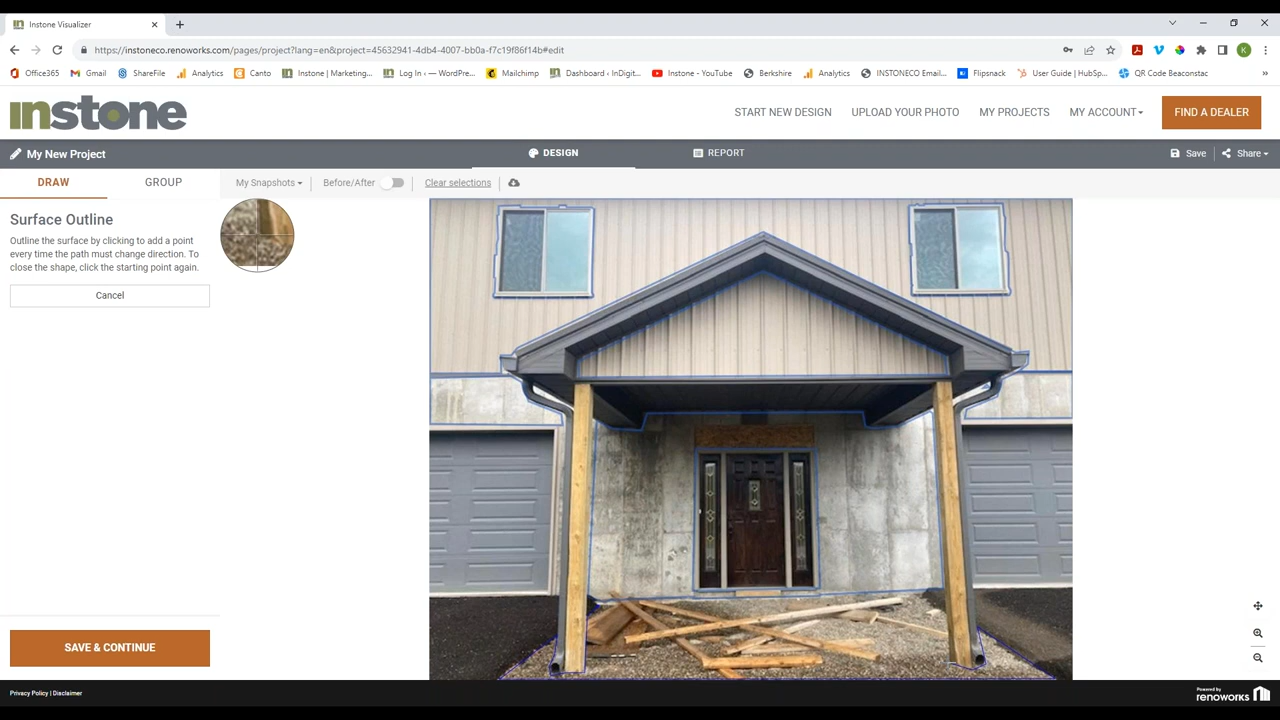 Instone Visualizer
https://instoneco.renoworks.com/pages/project?lang=en&project=45632941-4db4-4007-bb0a-f7c19f86f14b#edit
K
Office365 Gmail ShareFile Analytics Canto Instone | Marketing... Log In ‹ — WordPre... Mailchimp Dashboard ‹ InDigit... Instone - YouTube Berkshire Analytics INSTONECO Email... Flipsnack User Guide | HubSp... QR Code Beaconstac »
instone
START NEW DESIGN UPLOAD YOUR PHOTO MY PROJECTS MY ACCOUNT FIND A DEALER
My New Project DESIGN REPORT Save Share
DRAW GROUP My Snapshots Before/After Clear selections
Surface Outline
Outline the surface by clicking to add a point
every time the path must change direction. To
close the shape, click the starting point again.
Cancel
SAVE & CONTINUE
Privacy Policy | Disclaimer
Powered by
renoworks